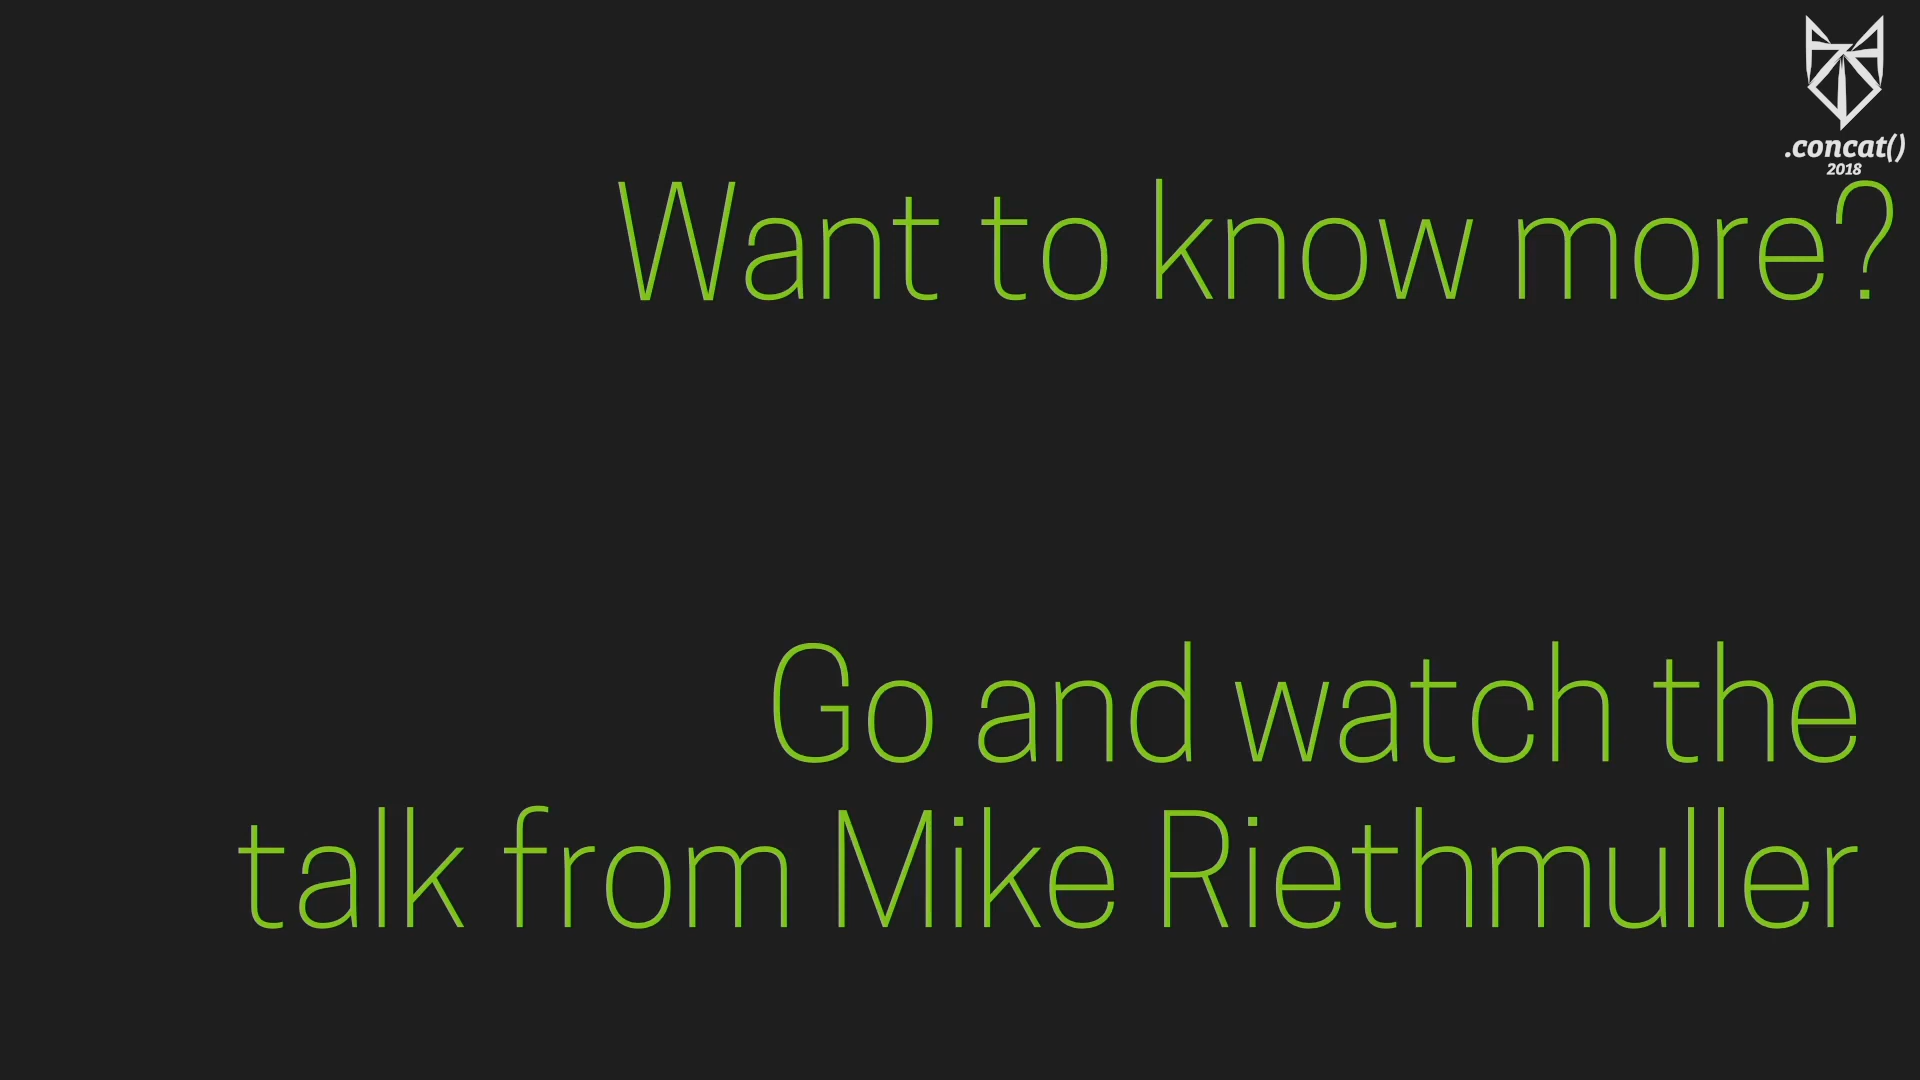 .concat()
2018
Want to know more?
Go and watch the
talk from Mike Riethmuller